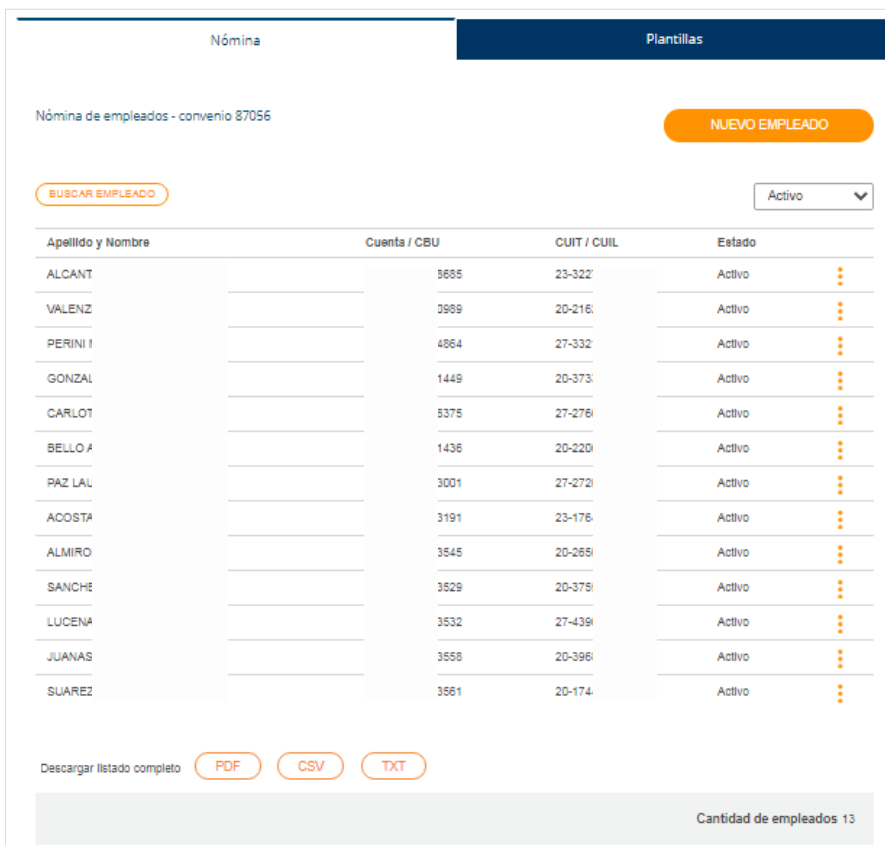 Nómina Plantillas
Nómina de empleados - convenio 87056 NUEVO EMPLEADO
BUSCAR EMPLEADO Activo
Apellido y Nombre Cuenta / CBU CUIT / CUIL Estado
ALCANT 8685 23-322 Activo
VALENZ 0989 20-216 Activo
PERINI 4864 27-332 Activo
GONZAL 1449 20-373 Activo
CARLOT 5375 27-276 Activo
BELLO A 1436 20-220 Activo
PAZ LAU 3001 27-272 Activo
ACOSTA 3191 23-176 Activo
ALMIRO 3545 20-265 Activo
SANCHE 3529 20-375 Activo
LUCENA 3532 27-439 Activo
JUANAS 3558 20-396 Activo
SUAREZ 3561 20-174 Activo
Descargar listado completo PDF CSV TXT
Cantidad de empleados 13